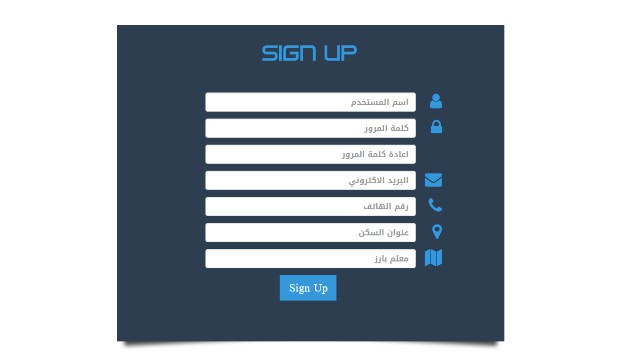 SIGN UP
اسم المستخدم
كلمة المرور
اعادة كلمة المرور
البريد الاكتروني
رقم الهاتف
عنوان السكن
معلم بارز
Sign Up